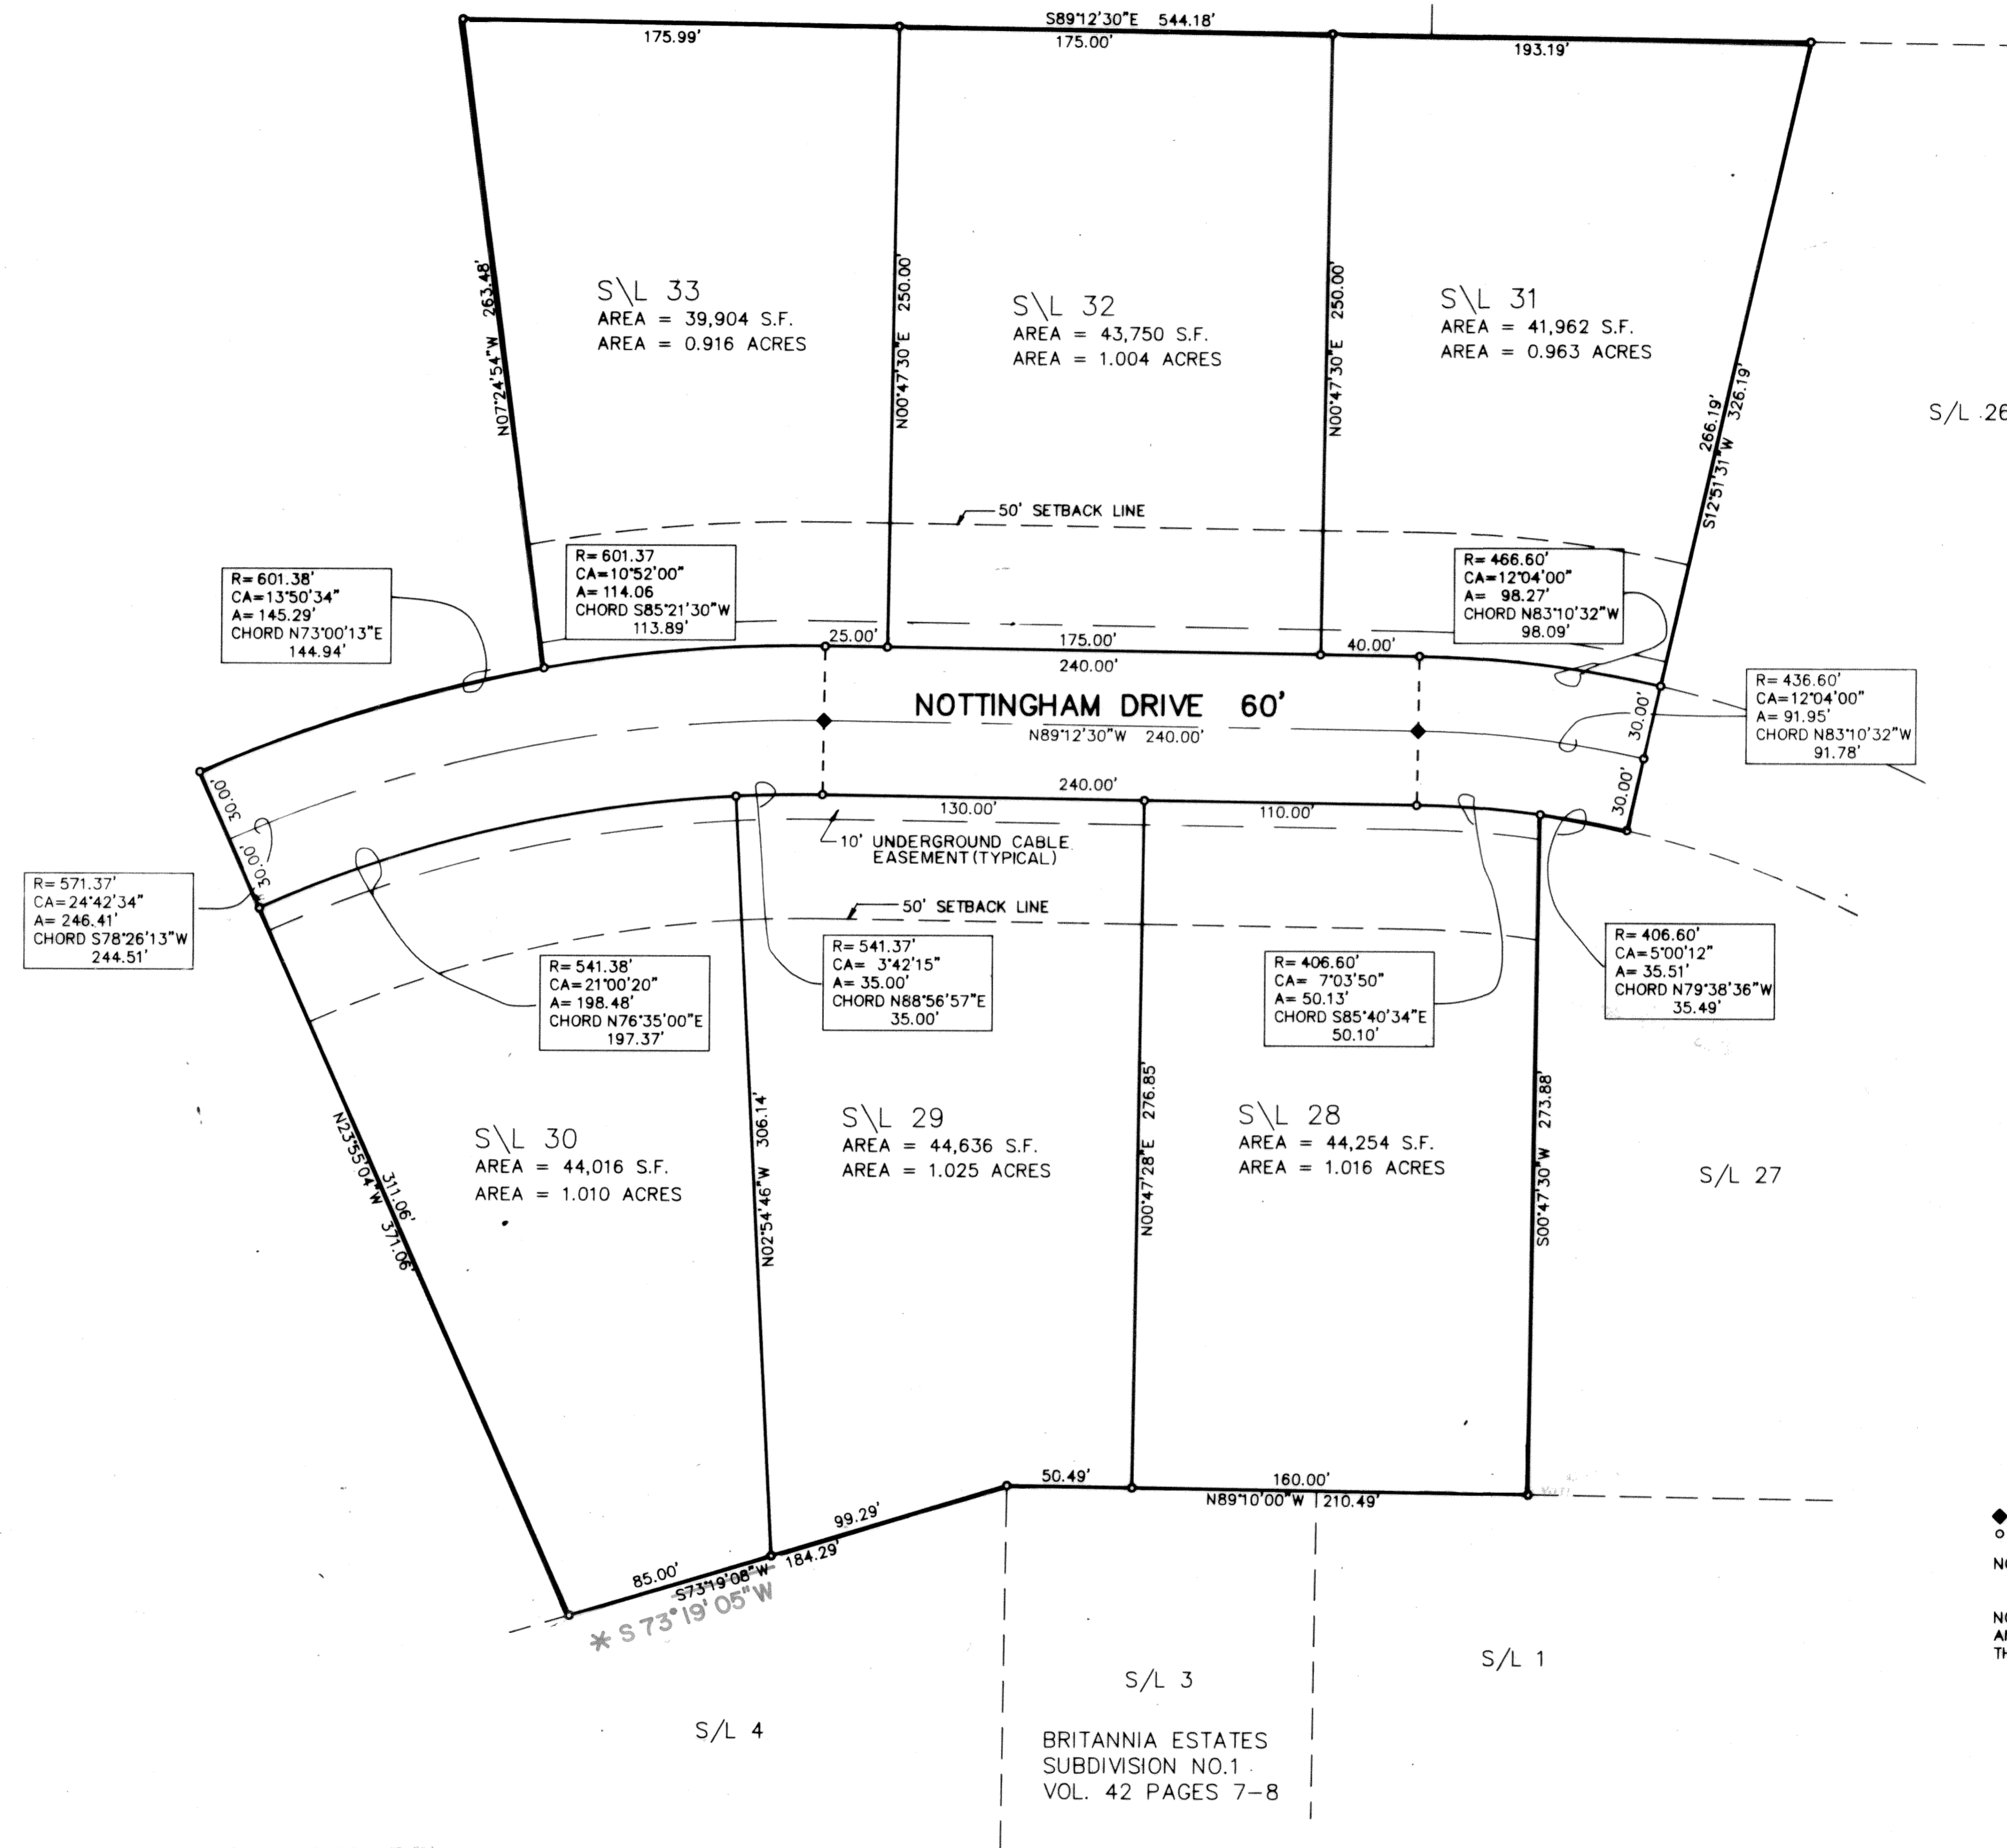 S89°12'30"E 544.18'
175.99'
175.00'
193.19'
N07°24'54"W 263.48'
S\L 33
AREA = 39,904 S.F.
AREA = 0.916 ACRES
N00°47'30"E 250.00'
S\L 32
AREA = 43,750 S.F.
AREA = 1.004 ACRES
N00°47'30"E 250.00'
S\L 31
AREA = 41,962 S.F.
AREA = 0.963 ACRES
266.19'
S12°51'31"W 326.19'
S/L 26
50' SETBACK LINE
R= 601.38'
CA=13°50'34"
A= 145.29'
CHORD N73°00'13"E
144.94'
R= 601.37
CA=10°52'00"
A= 114.06
CHORD S85°21'30"W
113.89'
R= 466.60'
CA=12°04'00"
A= 98.27'
CHORD N83°10'32"W
98.09'
25.00'
175.00'
40.00'
240.00'
R= 436.60'
CA=12°04'00"
A= 91.95'
CHORD N83°10'32"W
91.78'
NOTTINGHAM DRIVE 60'
N89°12'30"W 240.00'
30.00'
30.00'
30.00'
30.00'
240.00'
130.00'
110.00'
10' UNDERGROUND CABLE
EASEMENT (TYPICAL)
R= 571.37'
CA=24°42'34"
A= 246.41'
CHORD S78°26'13"W
244.51'
50' SETBACK LINE
R= 541.38'
CA=21°00'20"
A= 198.48'
CHORD N76°35'00"E
197.37'
R= 541.37'
CA= 3°42'15"
A= 35.00'
CHORD N88°56'57"E
35.00'
R= 406.60'
CA= 7°03'50"
A= 50.13'
CHORD S85°40'34"E
50.10'
R= 406.60'
CA=5°00'12"
A= 35.51'
CHORD N79°38'36"W
35.49'
N23°55'04"W 371.06'
311.06'
S\L 30
AREA = 44,016 S.F.
AREA = 1.010 ACRES
N02°54'46"W 306.14'
S\L 29
AREA = 44,636 S.F.
AREA = 1.025 ACRES
N00°47'28"E 276.85'
S\L 28
AREA = 44,254 S.F.
AREA = 1.016 ACRES
S00°47'30"W 273.88'
S/L 27
50.49'
160.00'
N89°10'00"W 210.49'
99.29'
85.00'
S73°19'08"W 184.29'
* S 73°19'05"W
NO
NO
AN
TH
S/L 4
S/L 3
S/L 1
BRITANNIA ESTATES
SUBDIVISION NO.1
VOL. 42 PAGES 7-8